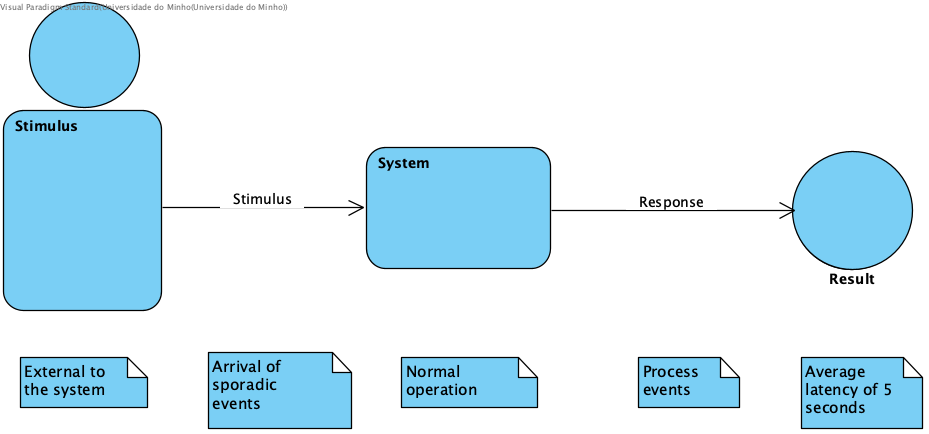 Visual Paradigm Standard(Universidade do Minho(Universidade do Minho))
Stimulus
System
Stimulus
Response
Result
External to
the system
Arrival of
sporadic
events
Normal
operation
Process
events
Average
latency of 5
seconds